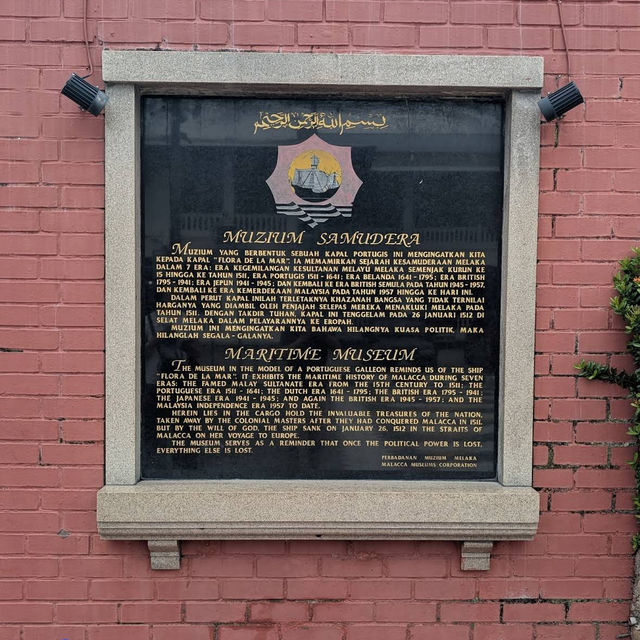 بسم الله الرحمن الرحيم
MUZIUM SAMUDERA
MUZIUM YANG BERBENTUK SEBUAH KAPAL PORTUGIS INI MENGINGATKAN KITA
KEPADA KAPAL "FLORA DE LA MAR". IA MEMAMIRKAN SEJARAH KESAMUDERAAN MELAKA
DALAM 7 ERA: ERA KEGEMILANGAN KESULTANAN MELAYU MELAKA SEMENJAK KURUN KE
15 HINGGA KE TAHUN 1511, ERA PORTUGIS 1511 - 1641; ERA BELANDA 1641 - 1795; ERA BRITISH
1795 - 1941; ERA JEPUN 1941 - 1945; DAN KEMBALI KE ERA BRITISH SEMULA PADA TAHUN 1945 - 1957,
DAN KEMBALI KE ERA KEMERDEKAAN MALAYSIA PADA TAHUN 1957 HINGGA KE HARI INI.
DALAM PERUT KAPAL INILAH TERLETAKNYA KHAZANAH BANGSA YANG TIDAK TERNILAI
HARGANYA YANG DIAMBIL OLEH PENJAJAH SELEPAS MEREKA MENAKLUKI MELAKA PADA
TAHUN 1511. DENGAN TAKDIR TUHAN, KAPAL INI TENGGELAM PADA 26 JANUARI 1512 DI
SELAT MELAKA DALAM PELAYARANNYA KE EROPAH.
MUZIUM INI MENGINGATKAN KITA BAHAWA HILANGNYA KUASA POLITIK, MAKA
HILANGLAH SEGALA - GALANYA.
MARITIME MUSEUM
THE MUSEUM IN THE MODEL OF A PORTUGUESE GALLEON REMINDS US OF THE SHIP
"FLORA DE LA MAR". IT EXHIBITS THE MARITIME HISTORY OF MALACCA DURING SEVEN
ERAS: THE FAMED MALAY SULTANATE ERA FROM THE 15TH CENTURY TO 1511; THE
PORTUGUESE ERA 1511 - 1641; THE DUTCH ERA 1641 - 1795; THE BRITISH ERA 1795 - 1941;
THE JAPANESE ERA 1941 - 1945; AND AGAIN THE BRITISH ERA 1945 - 1957; AND THE
MALAYSIA INDEPENDENCE ERA 1957 TO DATE.
HEREIN LIES IN THE CARGO HOLD THE INVALUABLE TREASURES OF THE NATION,
TAKEN AWAY BY THE COLONIAL MASTERS AFTER THEY HAD CONQUERED MALACCA IN 1511,
BUT BY THE WILL OF GOD, THE SHIP SANK ON JANUARY 26, 1512 IN THE STRAITS OF
MALACCA ON HER VOYAGE TO EUROPE.
THE MUSEUM SERVES AS A REMINDER THAT ONCE THE POLITICAL POWER IS LOST,
EVERYTHING ELSE IS LOST.
PERBADANAN MUZIUM MELAKA
MALACCA MUSEUMS CORPORATION